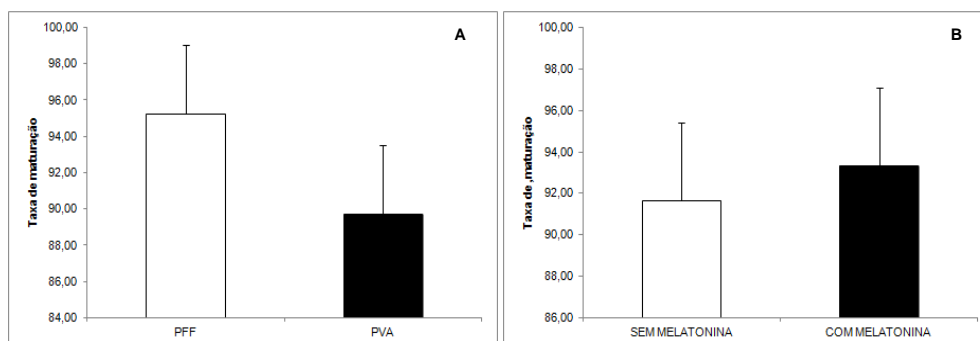 A
Taxa de maturação
100,00
98,00
96,00
94,00
92,00
90,00
88,00
86,00
84,00
PFF PVA
B
Taxa de ,maturação
100,00
98,00
96,00
94,00
92,00
90,00
88,00
86,00
SEM MELATONINA COM MELATONINA